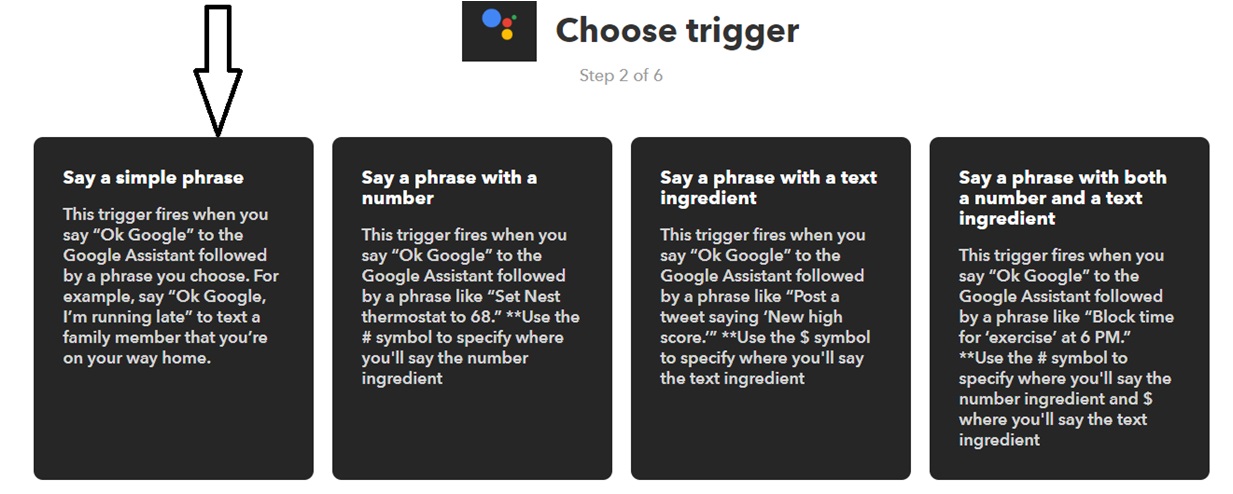 Choose trigger
Step 2 of 6
Say a simple phrase
This trigger fires when you
say “Ok Google” to the
Google Assistant followed
by a phrase you choose. For
example, say “Ok Google,
I’m running late” to text a
family member that you’re
on your way home.
Say a phrase with a
number
This trigger fires when you
say “Ok Google” to the
Google Assistant followed
by a phrase like “Set Nest
thermostat to 68.” **Use the
# symbol to specify where
you'll say the number
ingredient
Say a phrase with a text
ingredient
This trigger fires when you
say “Ok Google” to the
Google Assistant followed
by a phrase like “Post a
tweet saying ‘New high
score.’” **Use the $ symbol
to specify where you'll say
the text ingredient
Say a phrase with both
a number and a text
ingredient
This trigger fires when you
say “Ok Google” to the
Google Assistant followed
by a phrase like “Block time
for ‘exercise’ at 6 PM.”
**Use the # symbol to
specify where you'll say the
number ingredient and $
where you'll say the text
ingredient